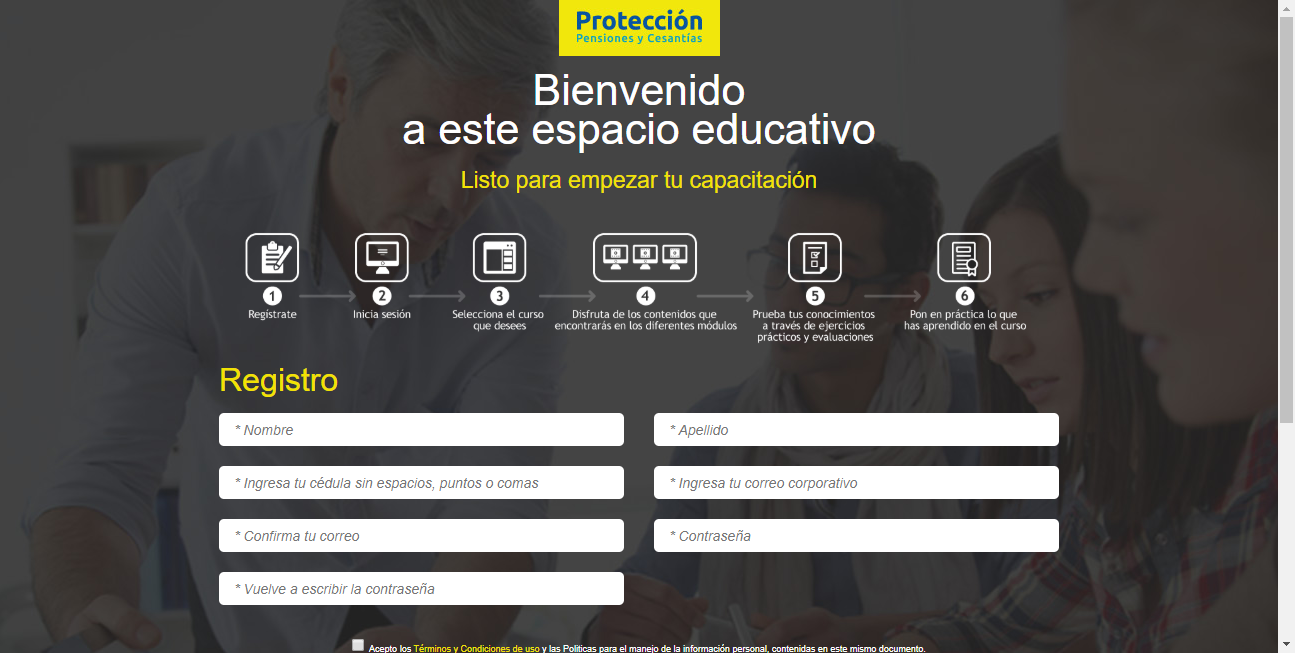 Protección
Pensiones y Cesantías
Bienvenido
a este espacio educativo
Listo para empezar tu capacitación
1
Regístrate
2
Inicia sesión
3
Selecciona el curso
que desees
4
Disfruta de los contenidos que
encontrarás en los diferentes módulos
5
Prueba tus conocimientos
a través de ejercicios
prácticos y evaluaciones
6
Pon en práctica lo que
has aprendido en el curso
Registro
* Nombre
* Apellido
* Ingresa tu cédula sin espacios, puntos o comas
* Ingresa tu correo corporativo
* Confirma tu correo
* Contraseña
* Vuelve a escribir la contraseña
Acepto los Términos y Condiciones de uso y las Políticas para el manejo de la información personal, contenidas en este mismo documento.